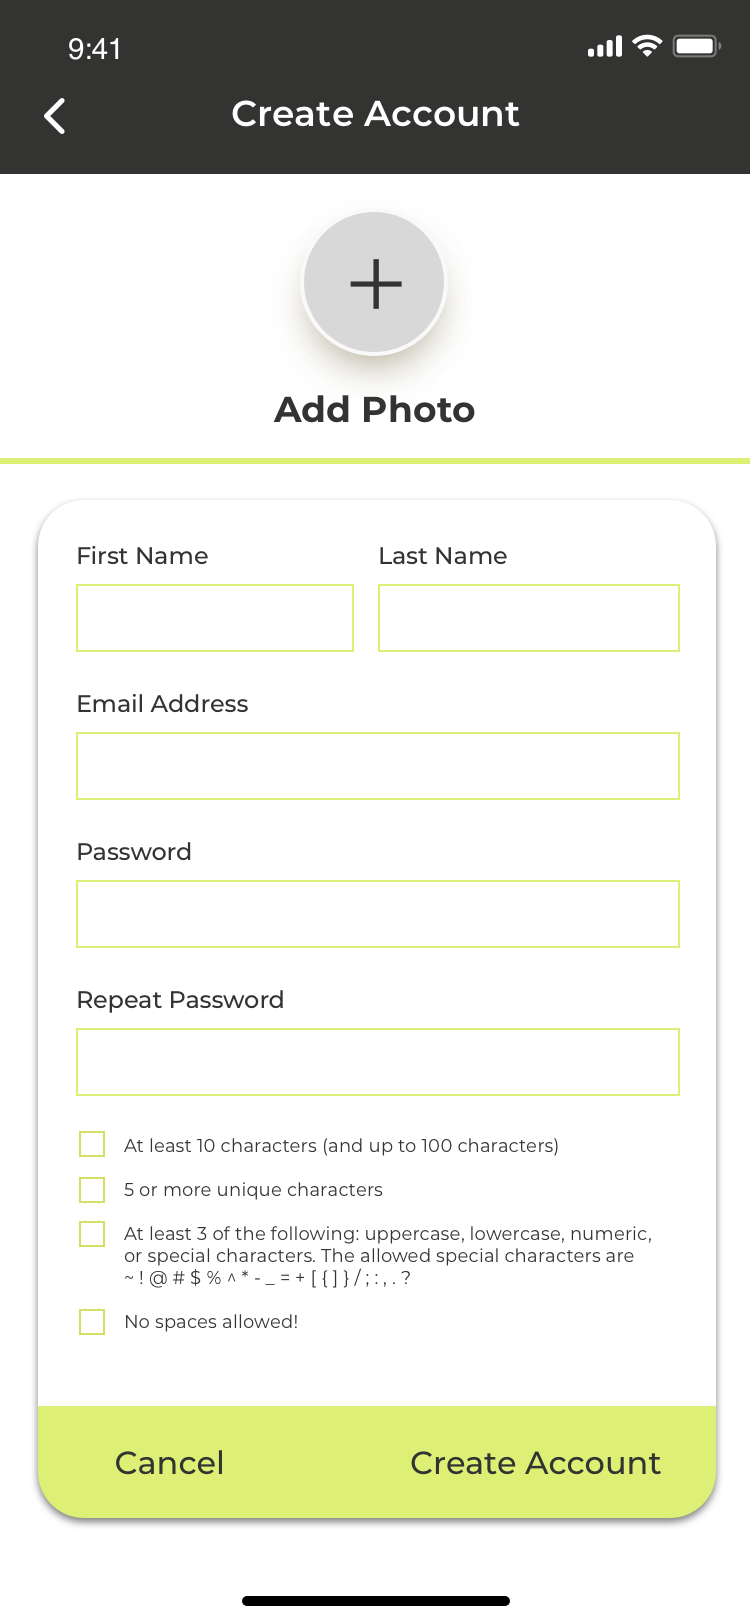 9:41
Create Account
Add Photo
First Name
Last Name
Email Address
Password
Repeat Password
At least 10 characters (and up to 100 characters)
5 or more unique characters
At least 3 of the following: uppercase, lowercase, numeric,
or special characters. The allowed special characters are
~ ! @ # $ % ^ * - _ = + [ { ] } / ; : , . ?
No spaces allowed!
Cancel
Create Account